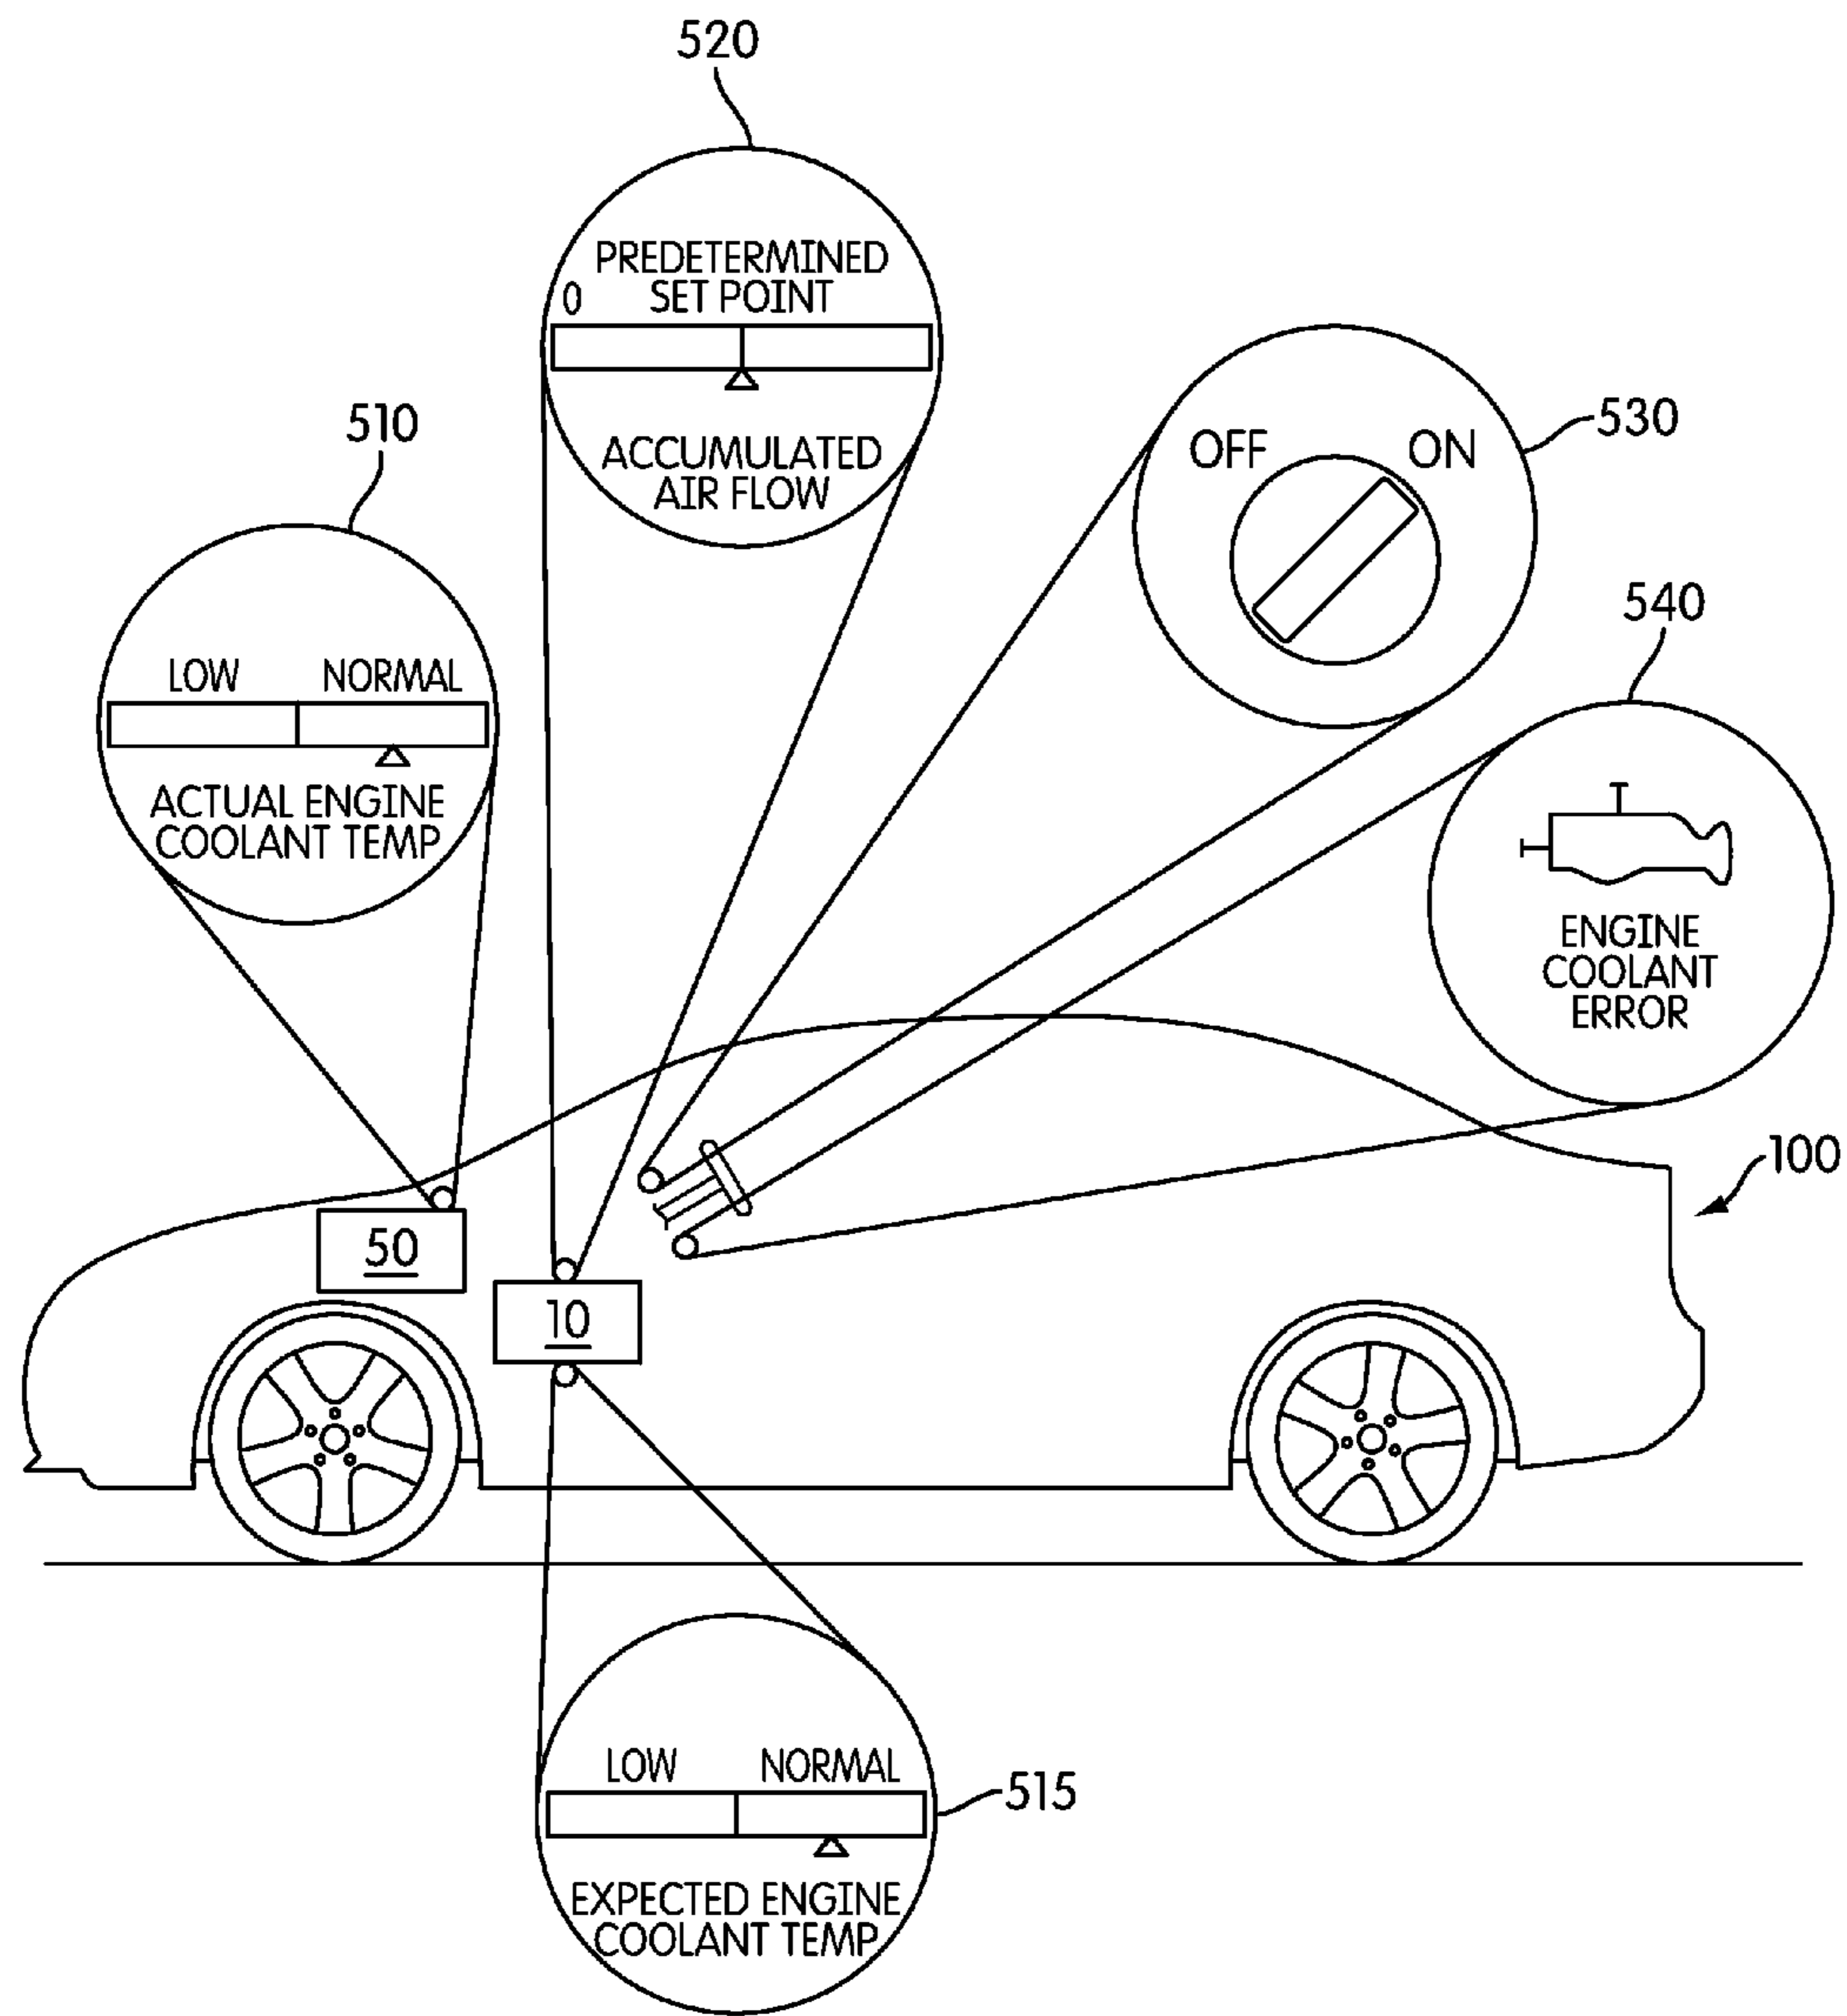 520
PREDETERMINED
SET POINT
0
ACCUMULATED
AIR FLOW
510
LOW NORMAL
ACTUAL ENGINE
COOLANT TEMP
530
OFF ON
540
ENGINE
COOLANT
ERROR
100
50
10
515
LOW NORMAL
EXPECTED ENGINE
COOLANT TEMP